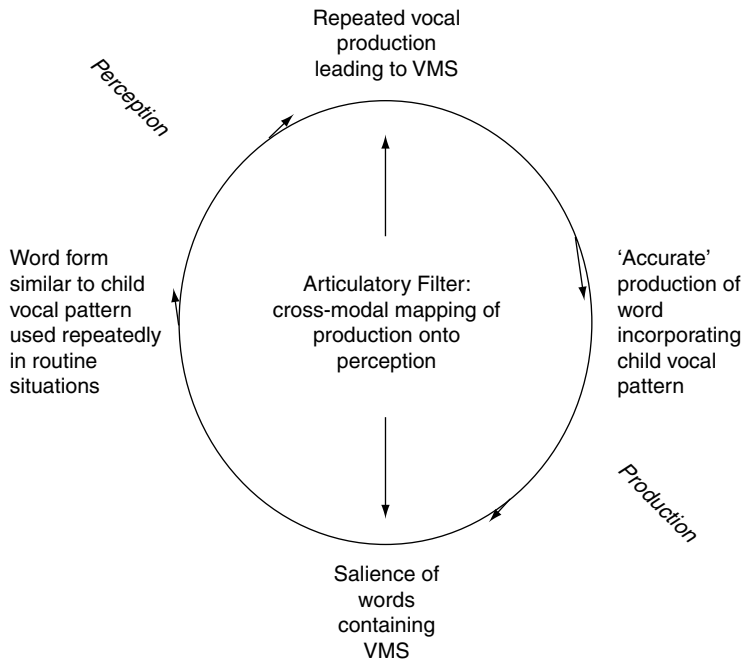 Repeated vocal
production
leading to VMS
Perception
Word form
similar to child
vocal pattern
used repeatedly
in routine
situations
Articulatory Filter:
cross-modal mapping of
production onto
perception
‘Accurate’
production of
word
incorporating
child vocal
pattern
Production
Salience of
words
containing
VMS